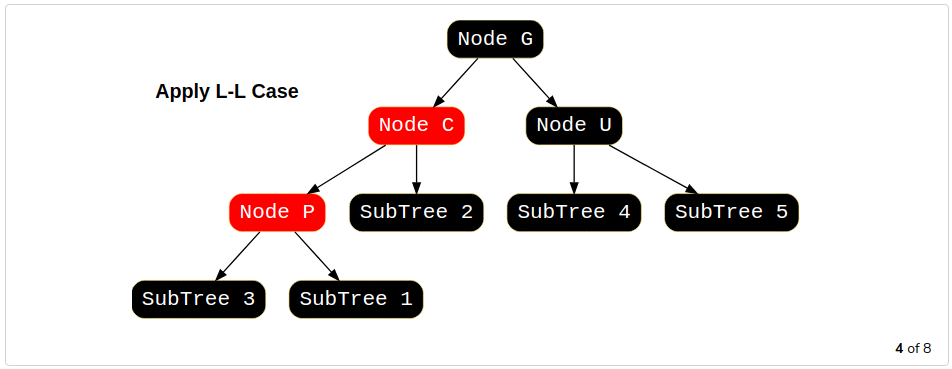 Node G
Apply L-L Case
Node C
Node U
Node P
SubTree 2
SubTree 4
SubTree 5
SubTree 3
SubTree 1
4 of 8